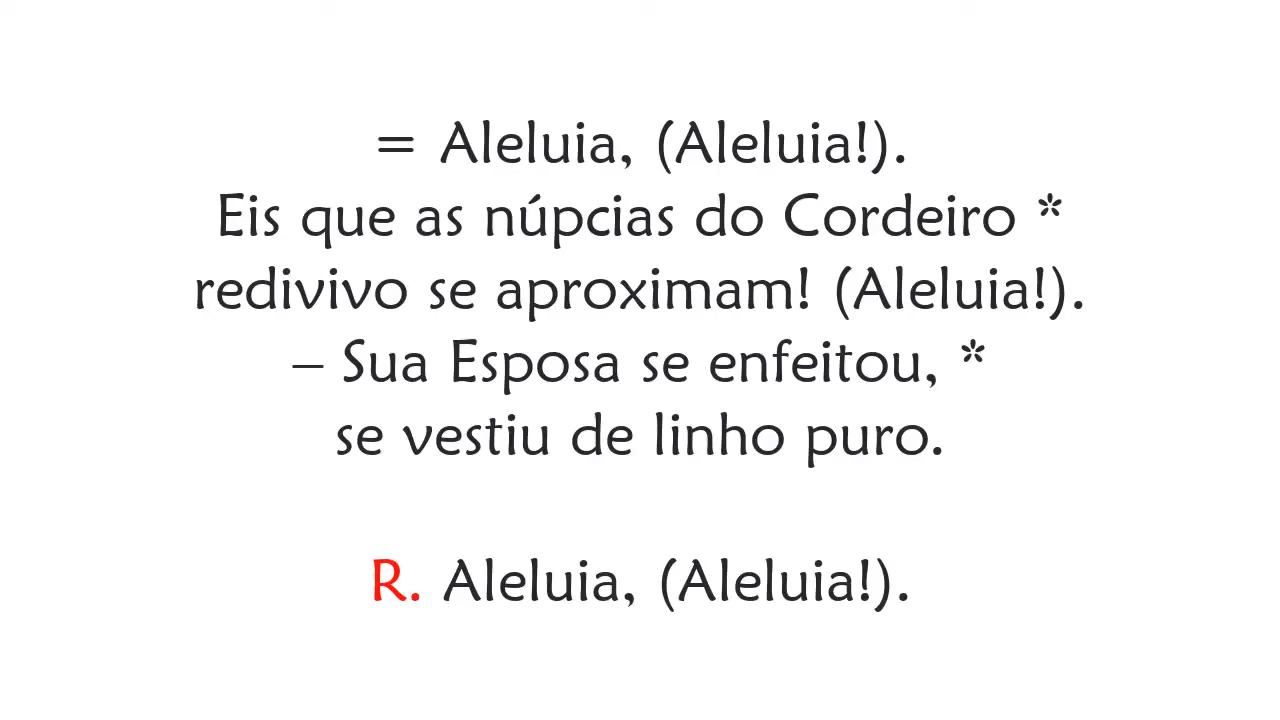 = Aleluia, (Aleluia!).
Eis que as núpcias do Cordeiro *
redivivo se aproximam! (Aleluia!).
– Sua Esposa se enfeitou, *
se vestiu de linho puro.
R. Aleluia, (Aleluia!).